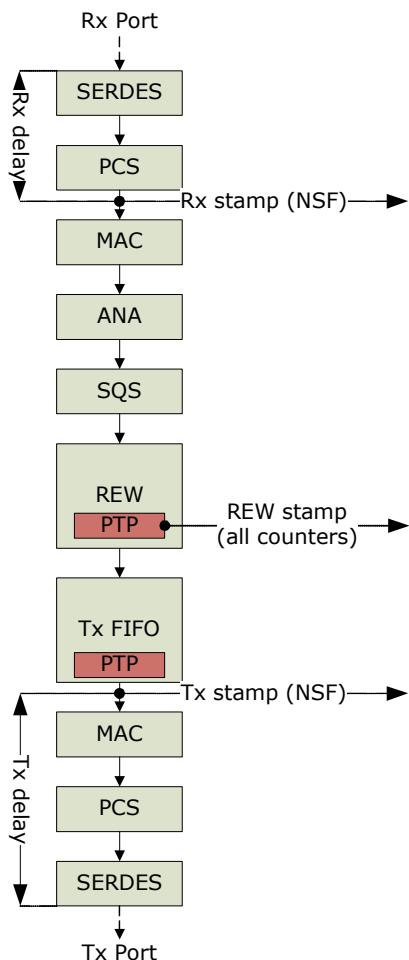 Rx Port
SERDES
Rx delay
PCS
Rx stamp (NSF)
MAC
ANA
SQS
REW
PTP
REW stamp
(all counters)
Tx FIFO
PTP
Tx stamp (NSF)
MAC
Tx delay
PCS
SERDES
Tx Port